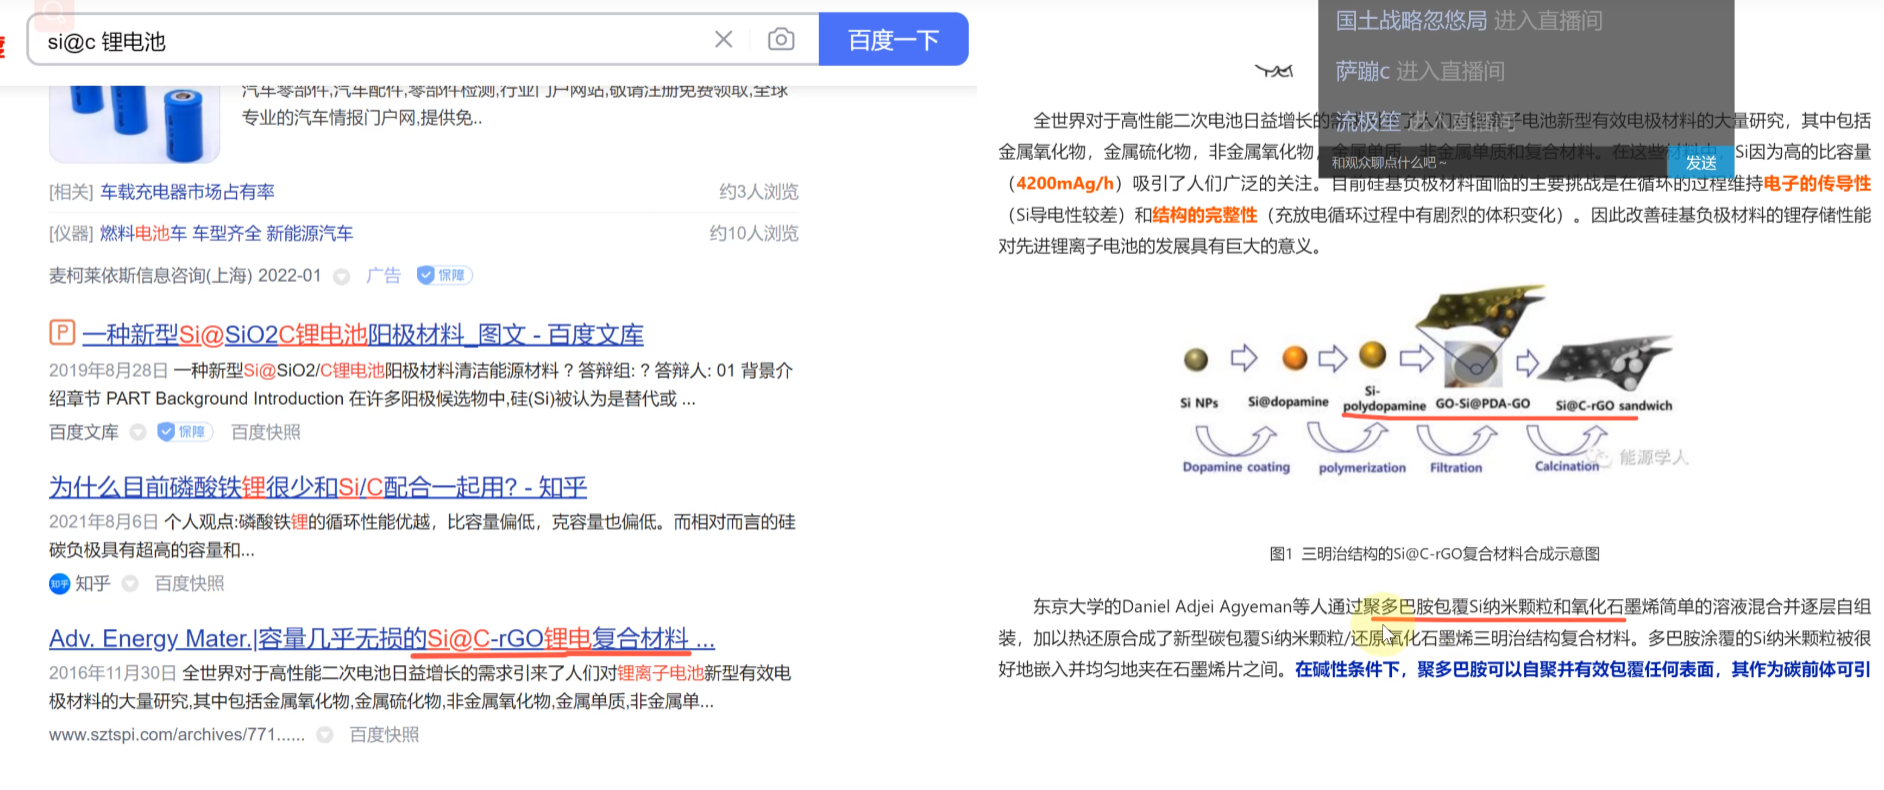 si@c 锂电池
百度一下
汽车零部件,汽车配件,零部件检测,行业门户网站,敬请注册免费领取,全球
专业的汽车情报门户网,提供免..
[相关] 车载充电器市场占有率 约3人浏览
[仪器] 燃料电池车 车型齐全 新能源汽车 约10人浏览
麦柯莱依斯信息咨询(上海) 2022-01 广告 保障
一种新型Si@SiO2C锂电池阳极材料_图文 - 百度文库
2019年8月28日 一种新型Si@SiO2/C锂电池阳极材料清洁能源材料 ? 答辩组: ? 答辩人: 01 背景介
绍章节 PART Background Introduction 在许多阳极候选物中,硅(Si)被认为是替代或 ...
百度文库 保障 百度快照
为什么目前磷酸铁锂很少和Si/C配合一起用? - 知乎
2021年8月6日 个人观点:磷酸铁锂的循环性能优越，比容量偏低，克容量也偏低。而相对而言的硅
碳负极具有超高的容量和...
知乎 知乎 百度快照
Adv. Energy Mater.|容量几乎无损的Si@C-rGO锂电复合材料 ...
2016年11月30日 全世界对于高性能二次电池日益增长的需求引来了人们对锂离子电池新型有效电
极材料的大量研究,其中包括金属氧化物,金属硫化物,非金属氧化物,金属单质,非金属单...
www.sztspi.com/archives/771...... 百度快照
国土战略忽悠局 进入直播间
萨蹦c 进入直播间
流极笙 进入直播间
和观众聊点什么吧~
发送
全世界对于高性能二次电池日益增长的需求引来了人们对锂离子电池新型有效电极材料的大量研究，其中包括
金属氧化物，金属硫化物，非金属氧化物，金属单质，非金属单质和复合材料。在这些材料中，Si因为高的比容量
（4200mAg/h）吸引了人们广泛的关注。目前硅基负极材料面临的主要挑战是在循环的过程维持电子的传导性
（Si导电性较差）和结构的完整性（充放电循环过程中有剧烈的体积变化）。因此改善硅基负极材料的锂存储性能
对先进锂离子电池的发展具有巨大的意义。
Si NPs Si@dopamine Si-polydopamine GO-Si@PDA-GO Si@C-rGO sandwich
Dopamine coating polymerization Filtration Calcination
能源学人
图1 三明治结构的Si@C-rGO复合材料合成示意图
东京大学的Daniel Adjei Agyeman等人通过聚多巴胺包覆Si纳米颗粒和氧化石墨烯简单的溶液混合并逐层自组
装，加以热还原合成了新型碳包覆Si纳米颗粒/还原氧化石墨烯三明治结构复合材料。多巴胺涂覆的Si纳米颗粒被很
好地嵌入并均匀地夹在石墨烯片之间。在碱性条件下，聚多巴胺可以自聚并有效包覆任何表面，其作为碳前体可引